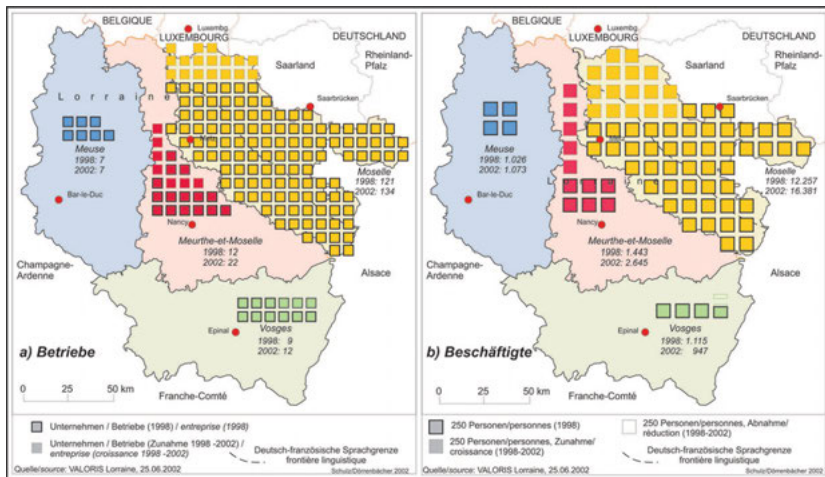 BELGIQUE
Luxembg.
LUXEMBOURG
DEUTSCHLAND
Rheinland-
Pfalz
Saarland
Lorraine
Saarbrücken
Metz
Meuse
1998: 7
2002: 7
Moselle
1998: 121
2002: 134
Bar-le-Duc
Nancy
Meurthe-et-Moselle
1998: 12
2002: 22
Champagne-
Ardenne
Alsace
Epinal
Vosges
1998: 9
2002: 12
a) Betriebe
0 25 50 km
Franche-Comté
Unternehmen / Betriebe (1998) / entreprise (1998)
Unternehmen / Betriebe (Zunahme 1998 -2002) /
entreprise (croissance 1998 -2002)
Deutsch-französische Sprachgrenze
frontière linguistique
Quelle/source: VALORIS Lorraine, 25.06.2002
Schulz/Dörrenbächer 2002
BELGIQUE
Luxembg.
LUXEMBOURG
DEUTSCHLAND
Rheinland-
Pfalz
Saarland
Saarbrücken
Meuse
1998: 1.026
2002: 1.073
Moselle
1998: 12.257
2002: 16.381
Bar-le-Duc
Nancy
Meurthe-et-Moselle
1998: 1.443
2002: 2.645
Champagne-
Ardenne
Alsace
Epinal
Vosges
1998: 1.115
2002: 947
b) Beschäftigte
0 25 50 km
Franche-Comté
250 Personen/personnes (1998)
250 Personen/personnes, Zunahme/
croissance (1998-2002)
250 Personen/personnes, Abnahme/
réduction (1998-2002)
Deutsch-französische Sprachgrenze
frontière linguistique
Quelle/source: VALORIS Lorraine, 25.06.2002
Schulz/Dörrenbächer 2002